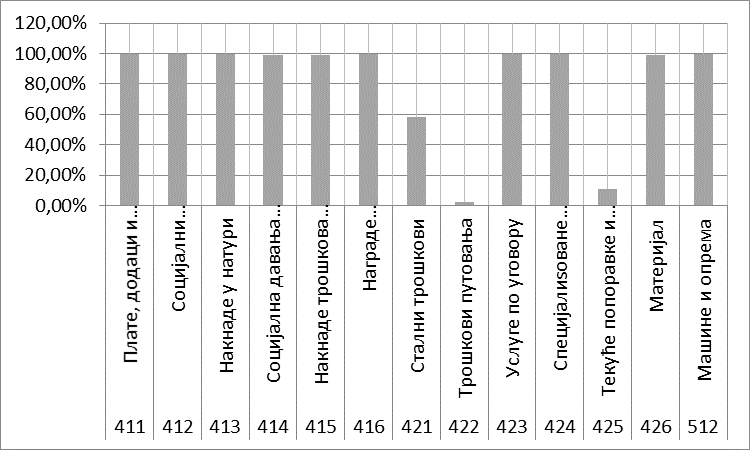 120,00%
100,00%
80,00%
60,00%
40,00%
20,00%
0,00%
Плате, додаци и…
Социјални…
Накнаде у натури
Социјална давања…
Накнаде трошкова…
Награде…
Стални трошкови
Трошкови путовања
Услуге по уговору
Специјализоване…
Текуће попоравке и…
Материјал
Машине и опрема
411 412 413 414 415 416 421 422 423 424 425 426 512